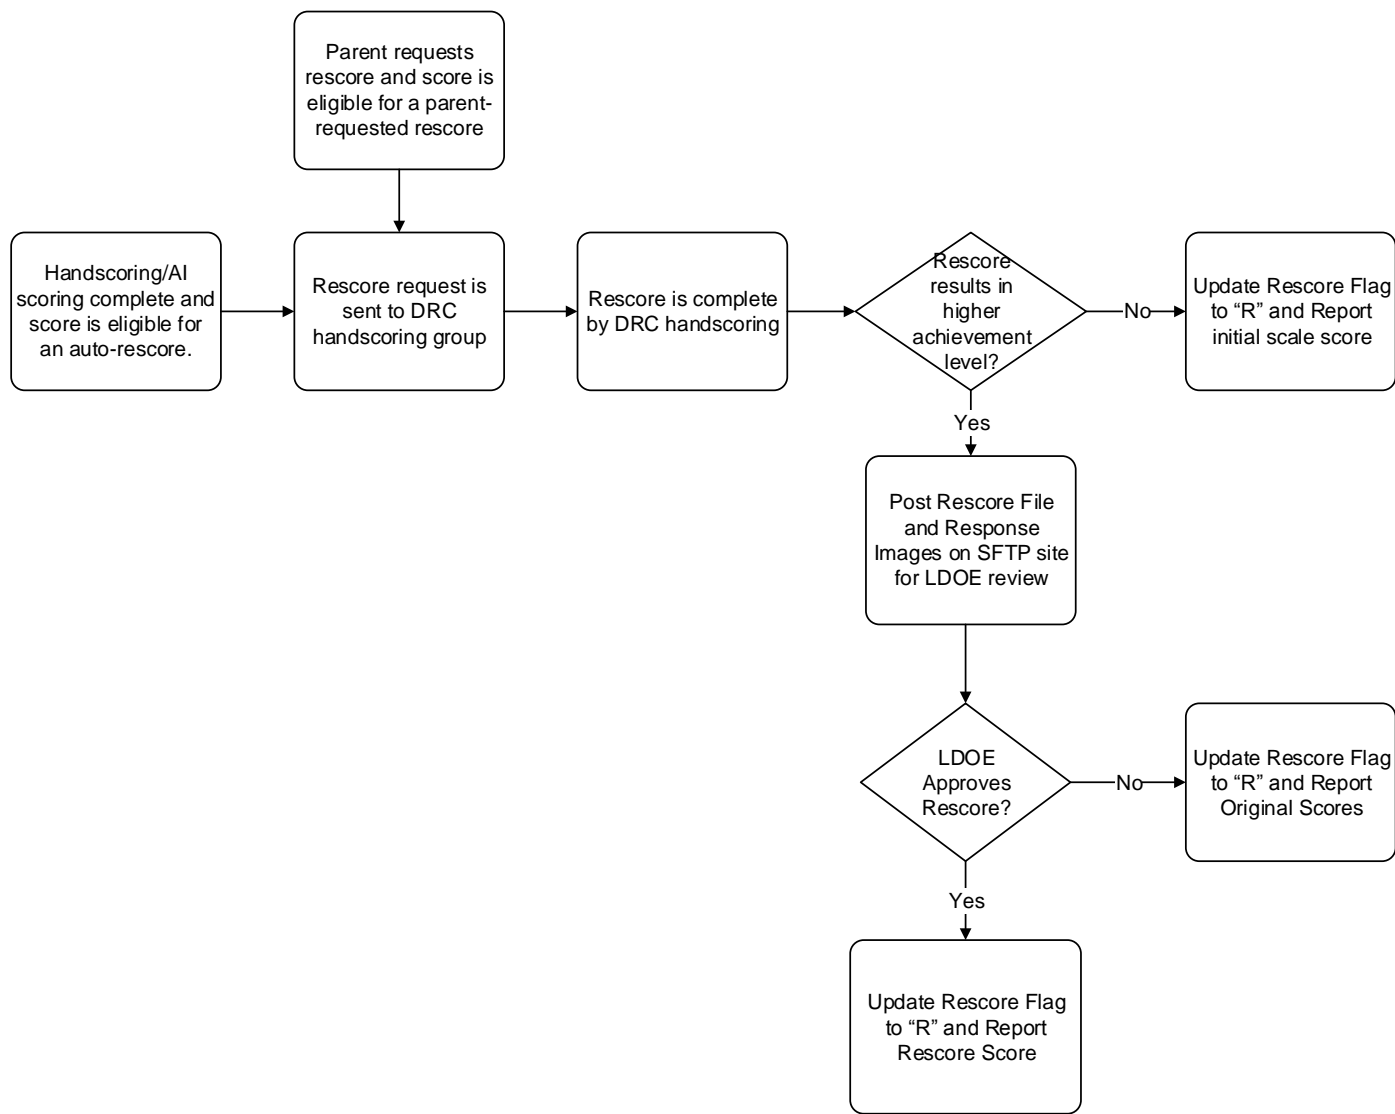 Parent requests
rescore and score is
eligible for a parent-
requested rescore
Handscoring/AI
scoring complete and
score is eligible for
an auto-rescore.
Rescore request is
sent to DRC
handscoring group
Rescore is complete
by DRC handscoring
Rescore
results in
higher
achievement
level?
No
Update Rescore Flag
to “R” and Report
initial scale score
Yes
Post Rescore File
and Response
Images on SFTP site
for LDOE review
LDOE
Approves
Rescore?
No
Update Rescore Flag
to “R” and Report
Original Scores
Yes
Update Rescore Flag
to “R” and Report
Rescore Score